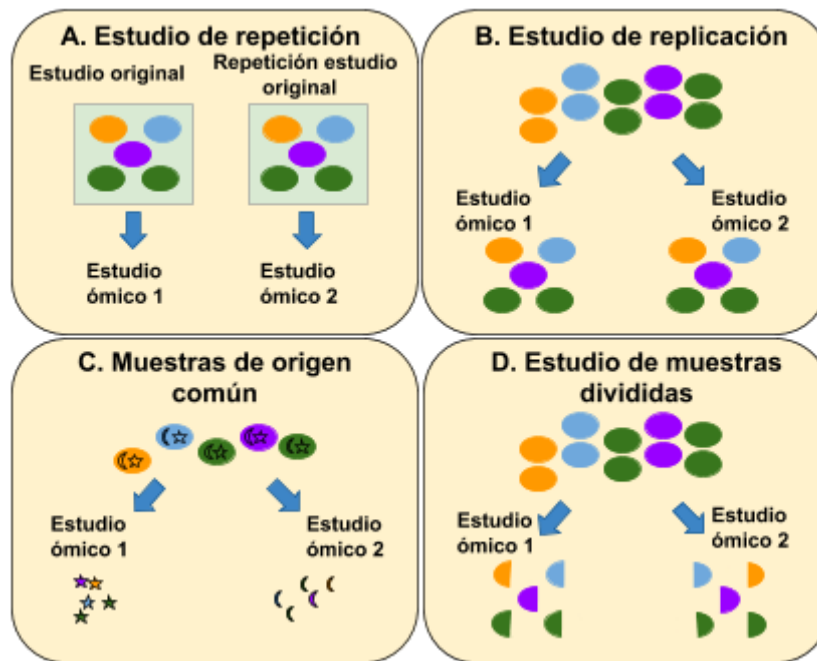 A. Estudio de repetición
Estudio original
Repetición estudio
original
Estudio
ómico 1
Estudio
ómico 2
B. Estudio de replicación
Estudio
ómico 1
Estudio
ómico 2
C. Muestras de origen
común
Estudio
ómico 1
Estudio
ómico 2
D. Estudio de muestras
divididas
Estudio
ómico 1
Estudio
ómico 2